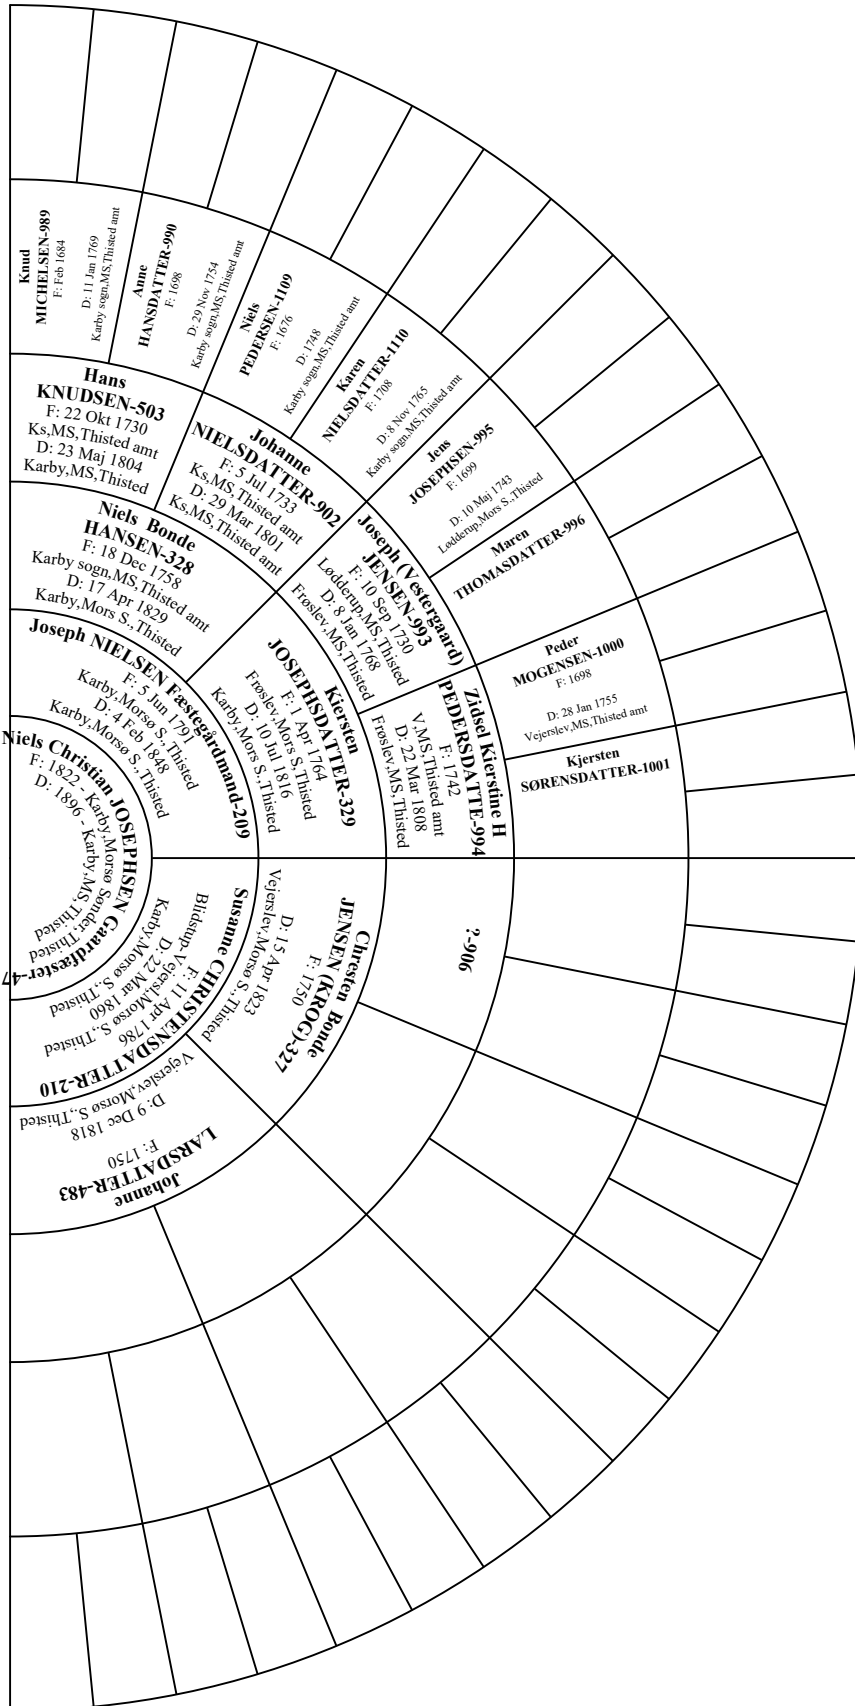 Knud
MICHELSEN-989
F: Feb 1684
D: 11 Jan 1769
Karby sogn,MS,Thisted amt
Anne
HANSDATTER-990
F: 1698
D: 29 Nov 1754
Karby sogn,MS,Thisted amt
Niels
PEDERSEN-1109
F: 1676
D: 1748
Karby sogn,MS,Thisted amt
Karen
NIELSDATTER-1110
F: 1708
D: 8 Nov 1765
Karby sogn,MS,Thisted amt
Jens
JOSEPHSEN-995
F: 1699
D: 10 Maj 1743
Lødderup,Mors S.,Thisted
Maren
THOMASDATTER-996
Peder
MOGENSEN-1000
F: 1698
D: 28 Jan 1755
Vejerslev,MS,Thisted amt
Kjersten
SØRENSDATTER-1001
Hans
KNUDSEN-503
F: 22 Okt 1730
Ks,MS,Thisted amt
D: 23 Maj 1804
Karby,MS,Thisted
Johanne
NIELSDATTER-902
F: 5 Jul 1733
Ks,MS,Thisted amt
D: 29 Mar 1801
Ks,MS,Thisted amt
Joseph (Vestergaard)
JENSEN-993
F: 10 Sep 1730
Lødderup,MS,Thisted
D: 8 Jan 1768
Frøslev,MS,Thisted
Zidsel Kierstine H
PEDERSDATTE-994
F: 1742
V,MS,Thisted amt
D: 22 Mar 1808
Frøslev,MS,Thisted
?-906
Niels Bonde
HANSEN-328
F: 18 Dec 1758
Karby sogn,MS,Thisted amt
D: 17 Apr 1829
Karby,Mors S.,Thisted
Kiersten
JOSEPHSDATTER-329
F: 1 Apr 1764
Frøslev,Mors S,Thisted
D: 10 Jul 1816
Karby,Mors S.,Thisted
Chresten Bonde
JENSEN (KROG)-327
F: 1750
D: 15 Apr 1823
Vejerslev,Morsø S.,Thisted
Johanne
LARSDATTER-483
F: 1750
D: 9 Dec 1818
Vejerslev,Morsø S.,Thisted
Joseph NIELSEN Fæstegårdmand-209
F: 5 Jun 1791
Karby,Morsø S.,Thisted
D: 4 Feb 1848
Karby,Morsø S.,Thisted
Susanne CHRISTENSDATTER-210
F: 11 Apr 1786
Blidstup-Vejersl,Morsø S.,Thisted
D: 22 Mar 1860
Karby,Morsø S.,Thisted
Niels Christian JOSEPHSEN Gaardfæster-47
F: 1822 - Karby,Morsø Sønder,Thisted
D: 1896 - Karby,MS,Thisted